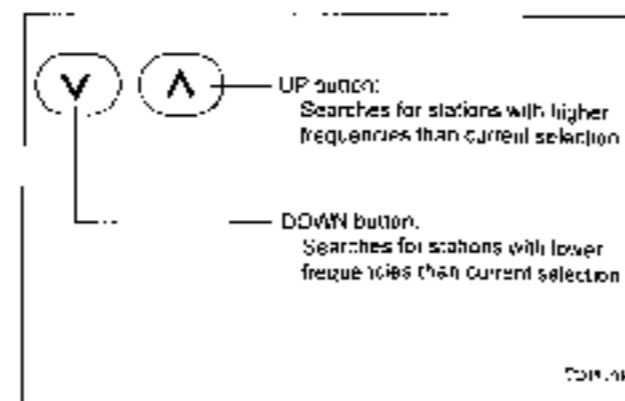 UP button:
Searches for stations with higher
frequencies than current selection
DOWN button:
Searches for stations with lower
frequencies than current selection